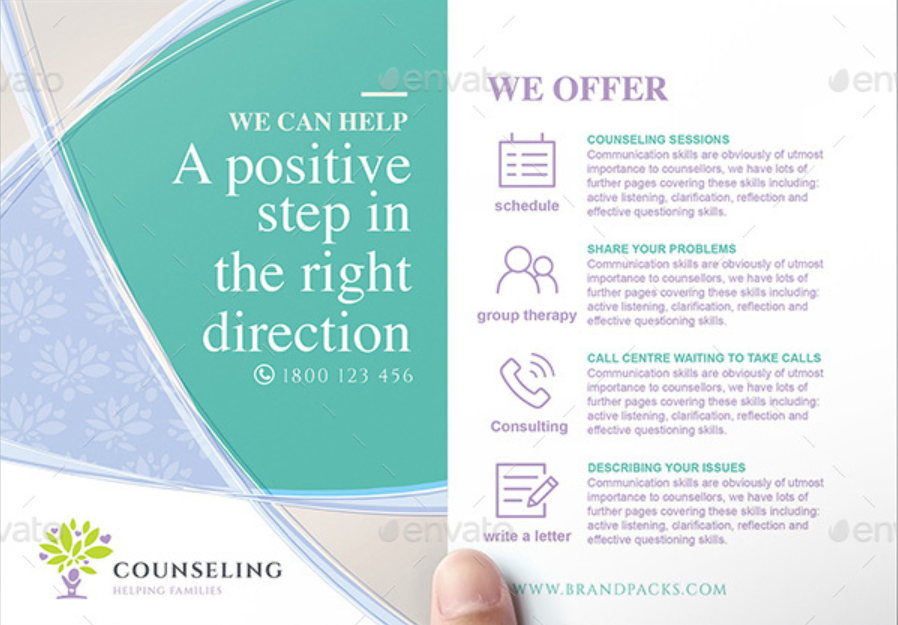 WE CAN HELP
A positive
step in
the right
direction
1800 123 456
COUNSELING
HELPING FAMILIES
WE OFFER
schedule
COUNSELING SESSIONS
Communication skills are obviously of utmost
importance to counsellors, we have lots of
further pages covering these skills including:
active listening, clarification, reflection and
effective questioning skills.
group therapy
SHARE YOUR PROBLEMS
Communication skills are obviously of utmost
importance to counsellors, we have lots of
further pages covering these skills including:
active listening, clarification, reflection and
effective questioning skills.
Consulting
CALL CENTRE WAITING TO TAKE CALLS
Communication skills are obviously of utmost
importance to counsellors, we have lots of
further pages covering these skills including:
active listening, clarification, reflection and
effective questioning skills.
write a letter
DESCRIBING YOUR ISSUES
Communication skills are obviously of utmost
importance to counsellors, we have lots of
further pages covering these skills including:
active listening, clarification, reflection and
effective questioning skills.
WWW.BRANDPACKS.COM
envato
envato